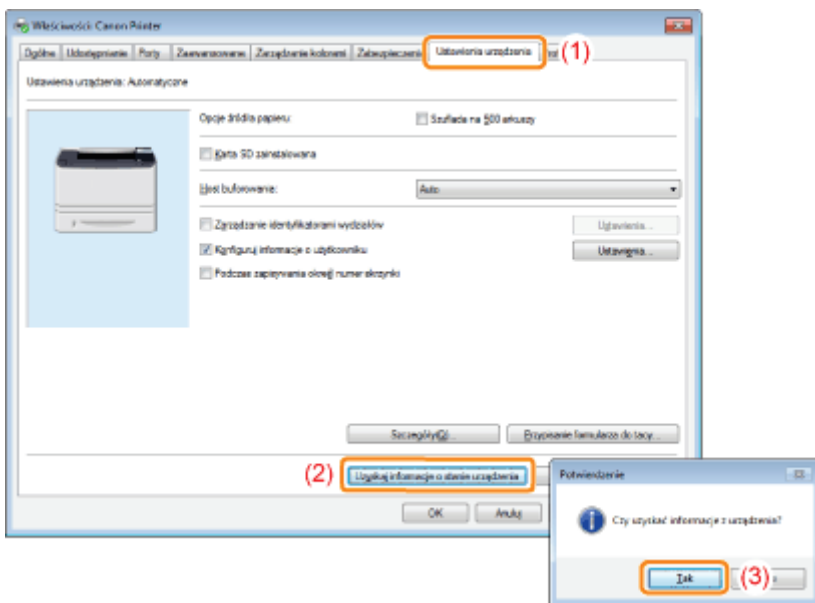 Właściwości: Canon Printer
Ogólne Udostępnianie Porty Zaawansowane Zarządzanie kolorami Zabezpieczenia Ustawienia urządzenia (1)
Ustawienia urządzenia: Automatyczne
Opcje źródła papieru: Szuflada na 500 arkuszy
Karta SD zainstalowana
Host buforowanie: Auto
Zarządzanie identyfikatorami wydziałów Ustawienia...
Konfiguruj informacje o użytkowniku Ustawienia...
Podczas zapisywania określ numer skrzynki
Szczegóły(G)... Przypisanie formularza do tacy...
(2) Uzyskaj informacje o stanie urządzenia
OK Anuluj
Potwierdzenie
Czy uzyskać informacje z urządzenia?
Tak (3)